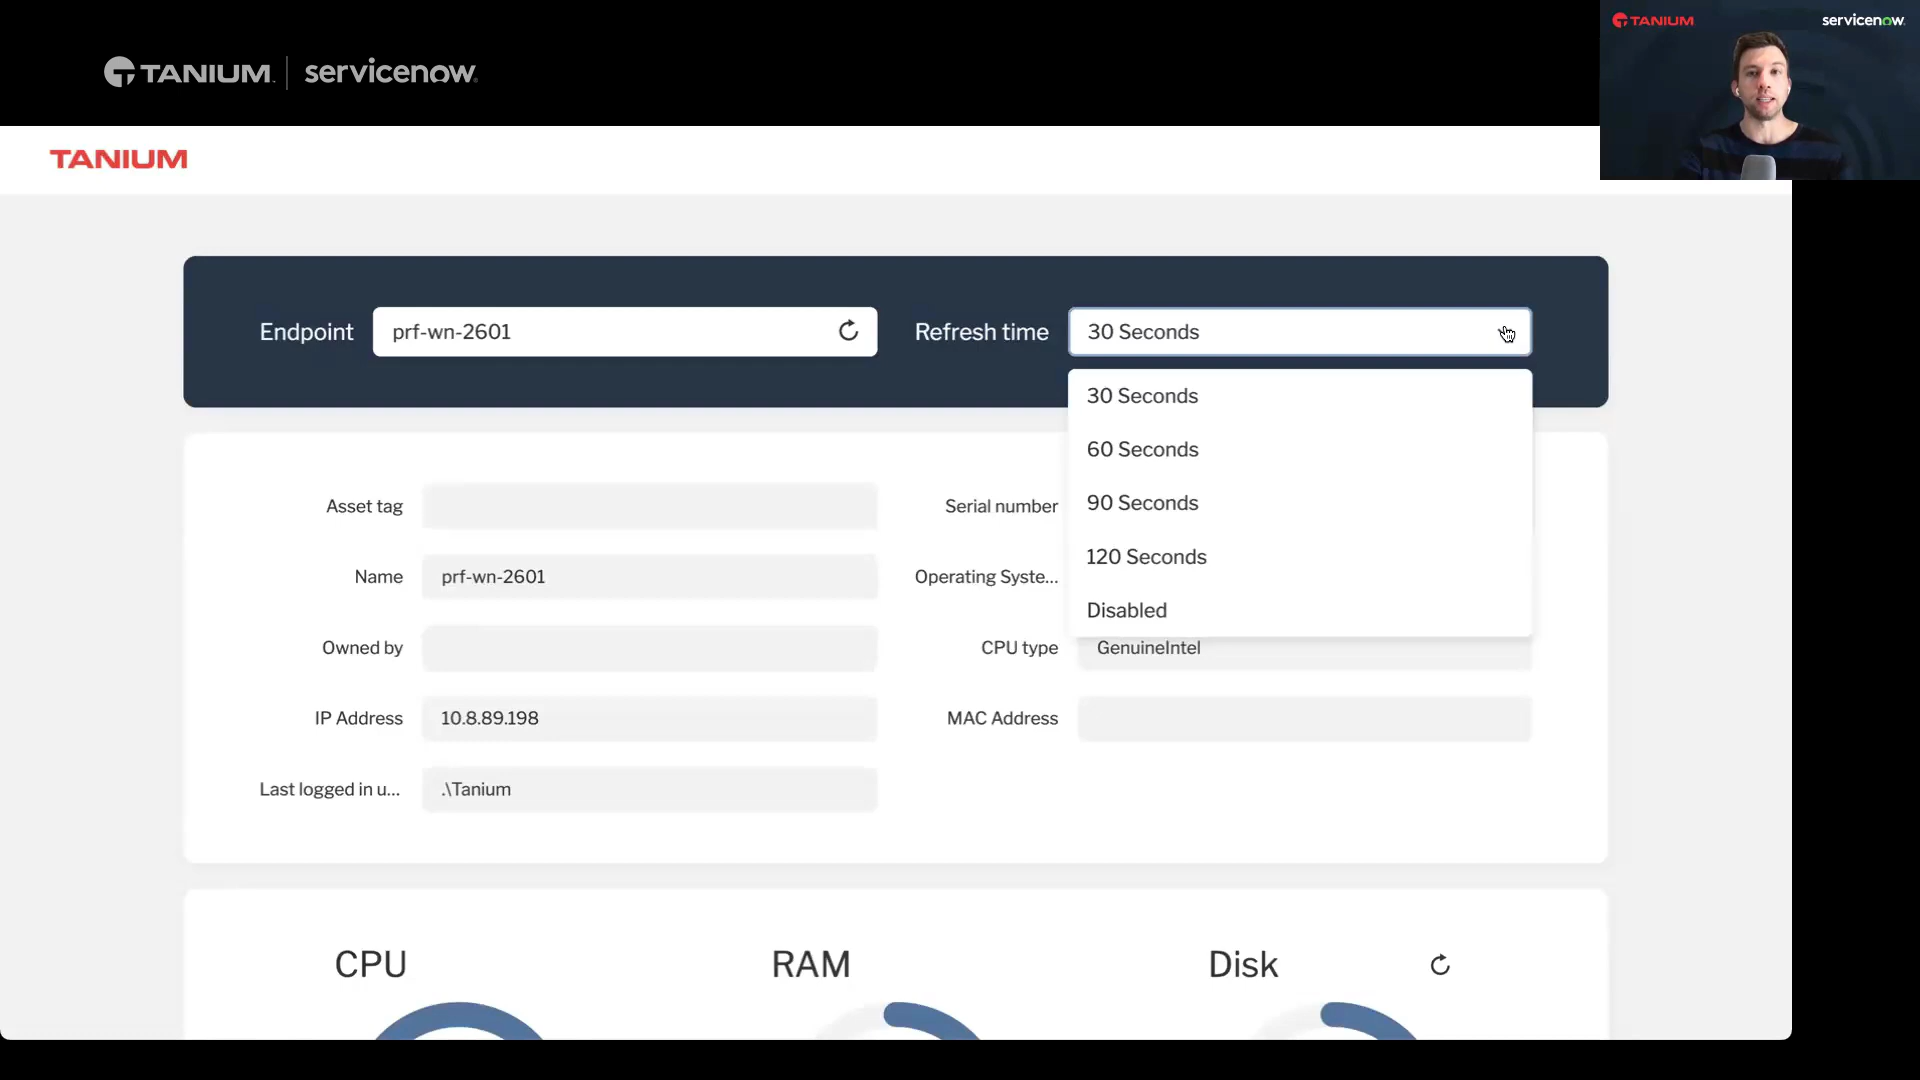 TANIUM
servicenow
TANIUM
servicenow
TANIUM
Endpoint
prf-wn-2601
Refresh time
30 Seconds
30 Seconds
60 Seconds
90 Seconds
120 Seconds
Disabled
Asset tag
Serial number
Name
prf-wn-2601
Operating Syste...
Owned by
CPU type
GenuineIntel
IP Address
10.8.89.198
MAC Address
Last logged in u...
.\Tanium
CPU
RAM
Disk